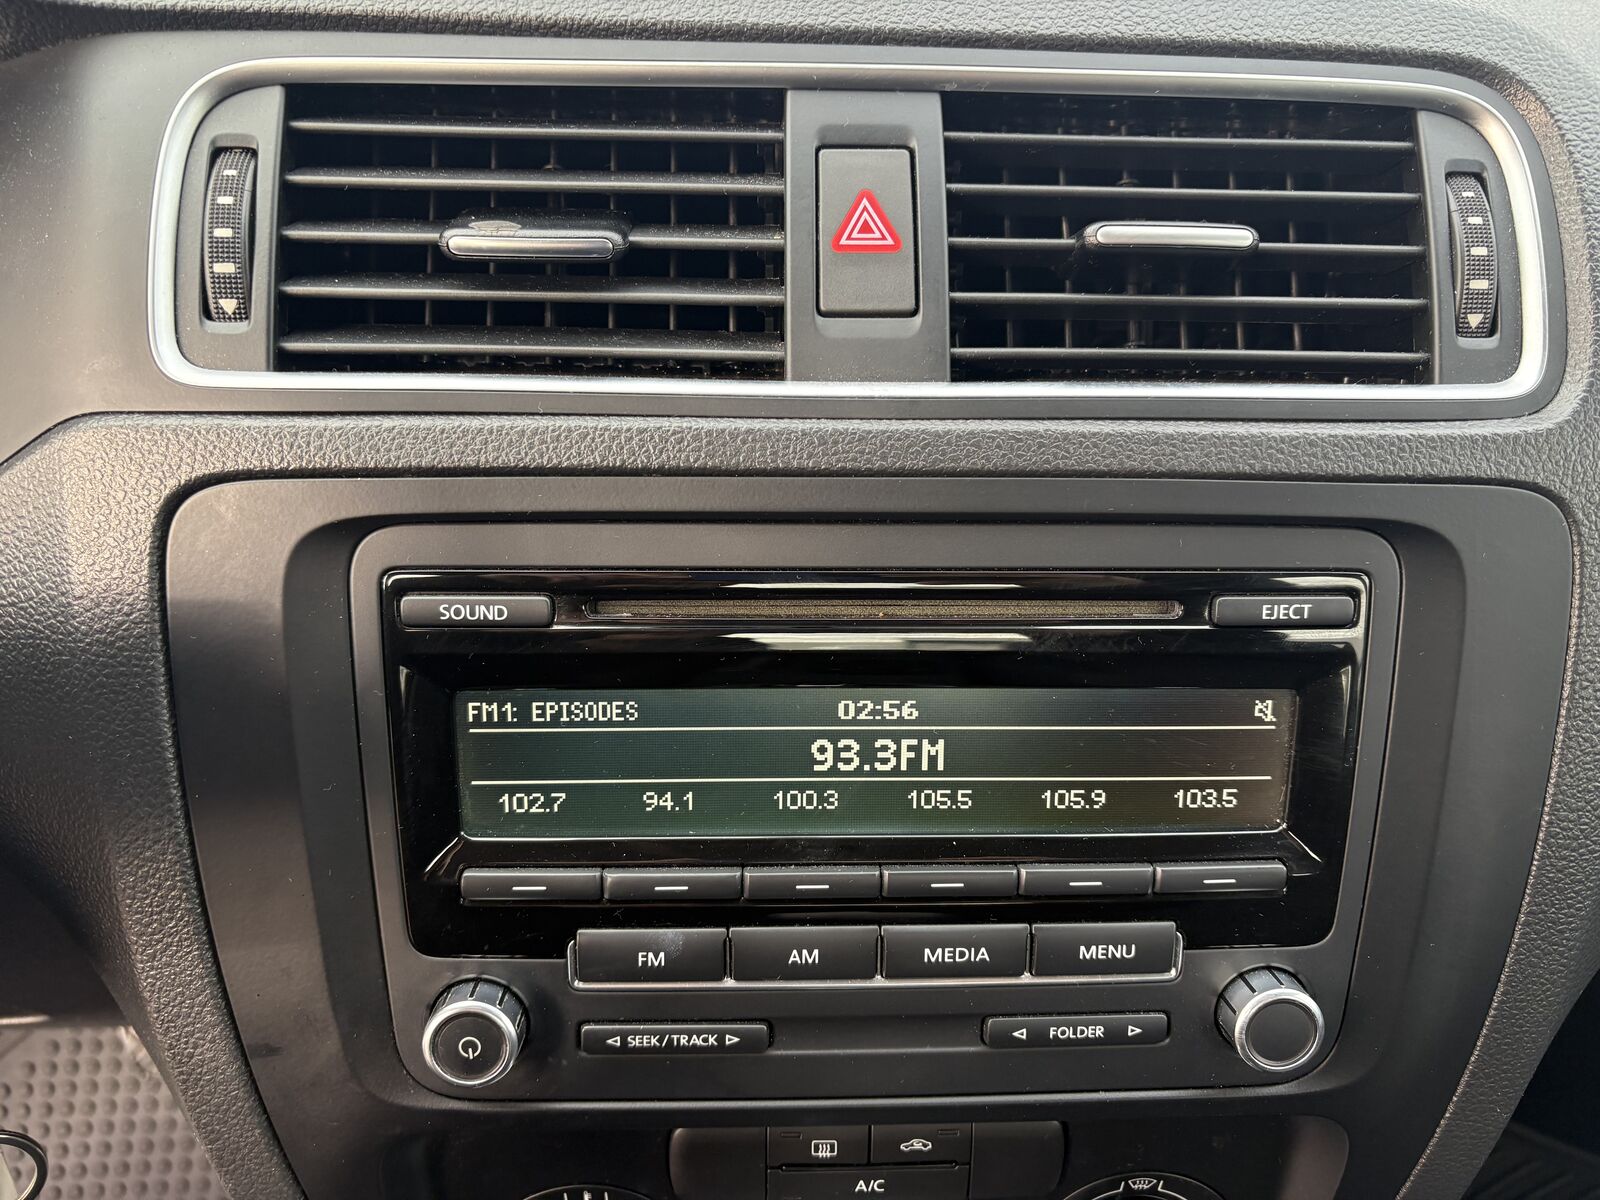 SOUND
EJECT
FM1: EPISODES 02:56
93.3FM
102.7 94.1 100.3 105.5 105.9 103.5
FM AM MEDIA MENU
SEEK / TRACK
FOLDER
A/C